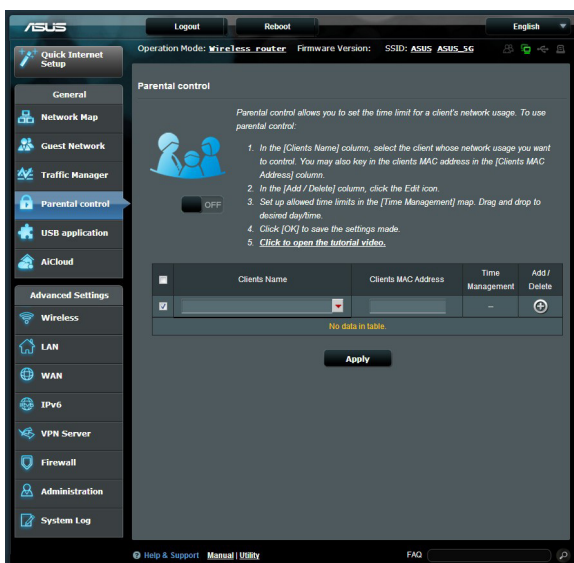 ASUS
Logout
Reboot
English
Quick Internet
Setup
Operation Mode: Wireless router Firmware Version: SSID: ASUS ASUS_5G
General
Network Map
Guest Network
Traffic Manager
Parental control
USB application
AiCloud
Advanced Settings
Wireless
LAN
WAN
IPv6
VPN Server
Firewall
Administration
System Log
Parental control
Parental control allows you to set the time limit for a client's network usage. To use
parental control:
1. In the [Clients Name] column, select the client whose network usage you want
to control. You may also key in the clients MAC address in the [Clients MAC
Address] column.
2. In the [Add / Delete] column, click the Edit icon.
3. Set up allowed time limits in the [Time Management] map. Drag and drop to
desired day/time.
4. Click [OK] to save the settings made.
5. Click to open the tutorial video.
OFF
Clients Name
Clients MAC Address
Time
Management
Add /
Delete
--
No data in table.
Apply
Help & Support Manual | Utility
FAQ